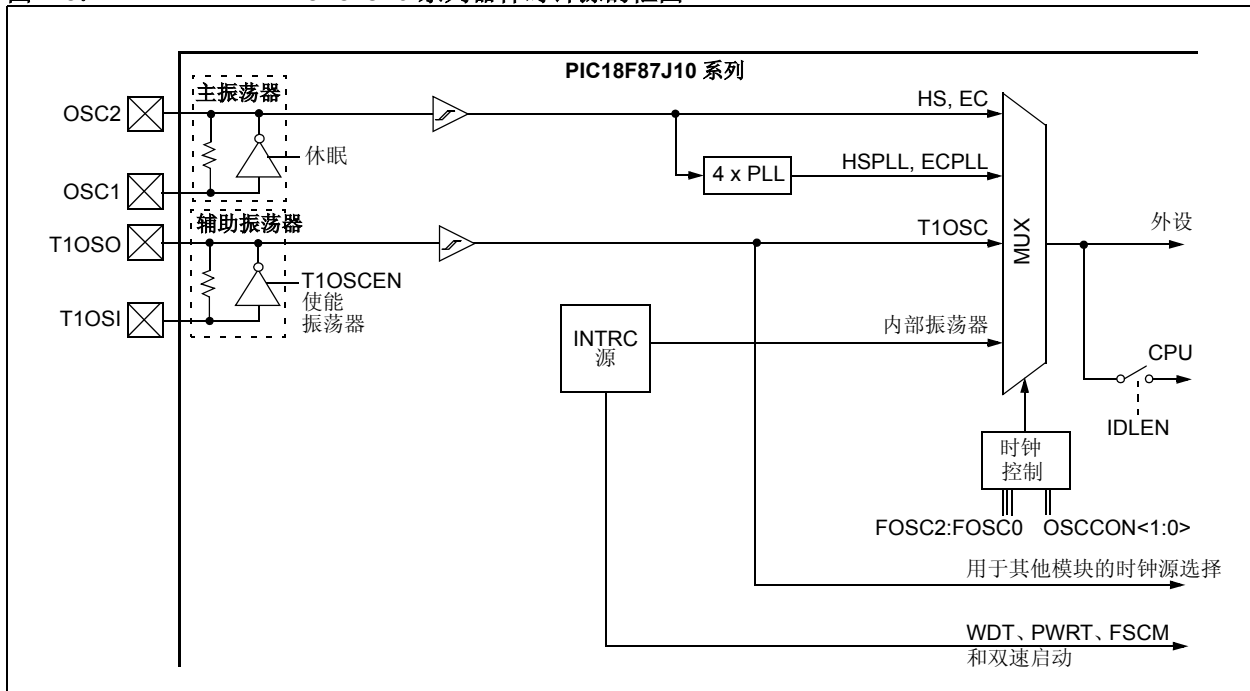 PIC18F87J10 系列
主振荡器
OSC2
休眠
OSC1
HS, EC
4 x PLL
HSPLL, ECPLL
辅助振荡器
T1OSO
T1OSCEN
使能
振荡器
T1OSI
T1OSC
MUX
外设
INTRC
源
内部振荡器
CPU
IDLEN
时钟
控制
FOSC2:FOSC0 OSCCON<1:0>
用于其他模块的时钟源选择
WDT、PWRT、FSCM
和双速启动